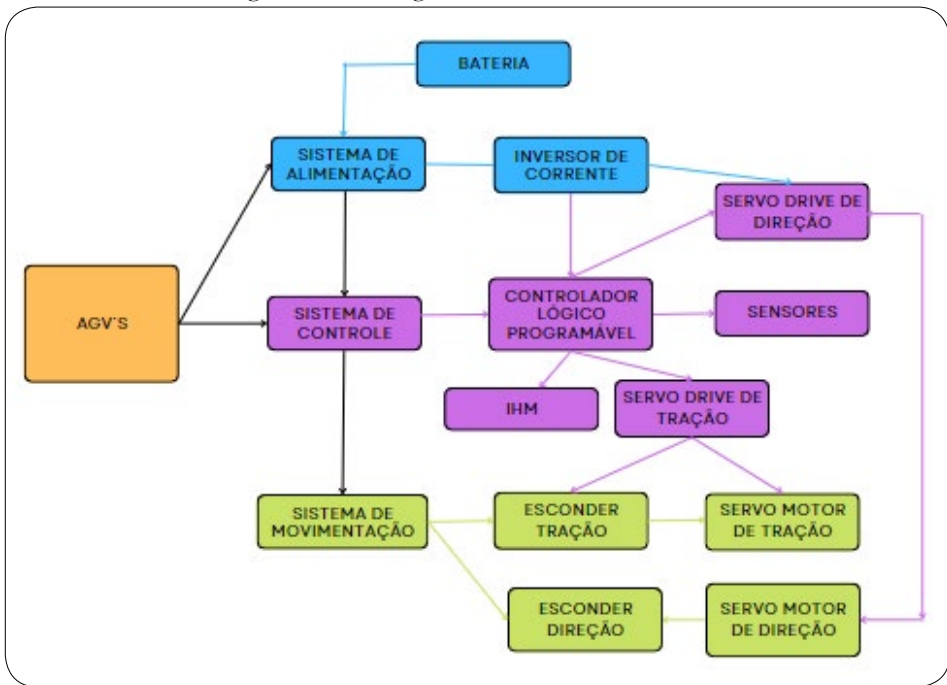 BATERIA
SISTEMA DE
ALIMENTAÇÃO
INVERSOR DE
CORRENTE
SERVO DRIVE DE
DIREÇÃO
AGV'S
SISTEMA DE
CONTROLE
CONTROLADOR
LÓGICO
PROGRAMÁVEL
SENSORES
IHM
SERVO DRIVE DE
TRAÇÃO
SISTEMA DE
MOVIMENTAÇÃO
ESCONDER
TRAÇÃO
SERVO MOTOR
DE TRAÇÃO
ESCONDER
DIREÇÃO
SERVO MOTOR
DE DIREÇÃO